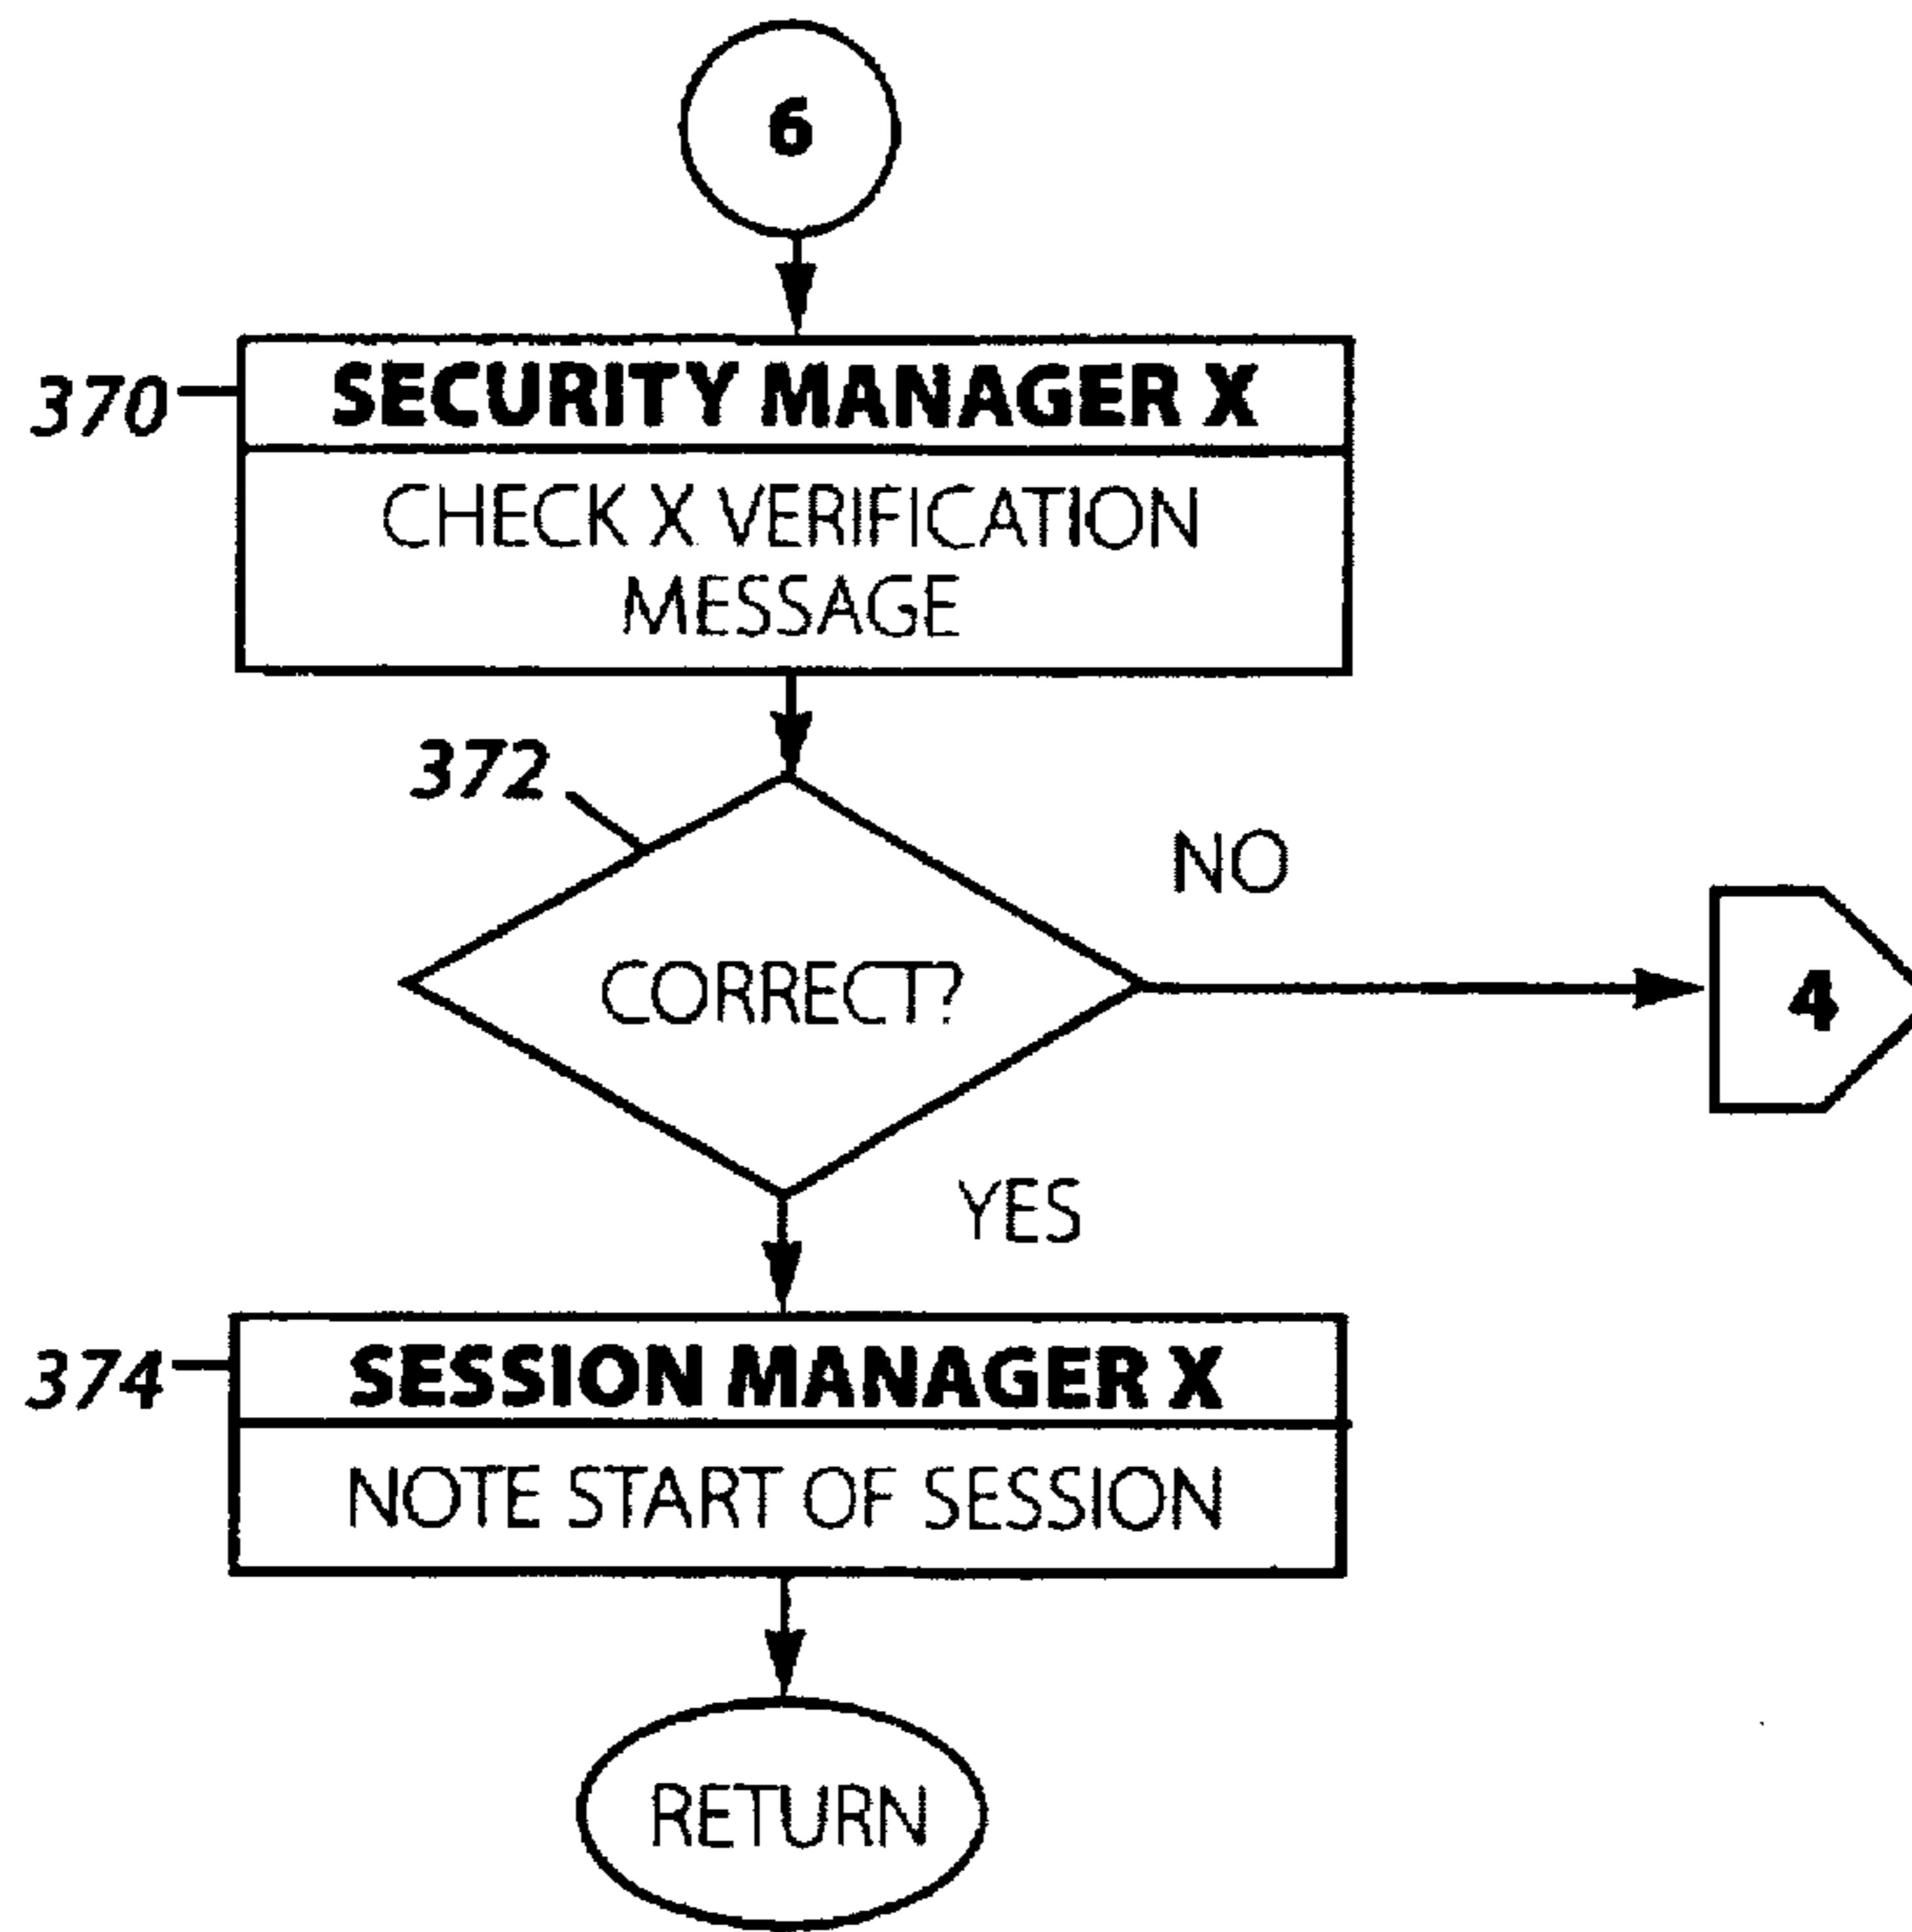 6
370
SECURITY MANAGER X
CHECK X VERIFICATION
MESSAGE
372
NO
CORRECT?
4
YES
374
SESSION MANAGER X
NOTE START OF SESSION
RETURN